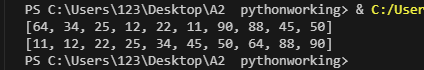 PS C:\Users\123\Desktop\A2  pythonworking> & C:/User
[64, 34, 25, 12, 22, 11, 90, 88, 45, 50]
[11, 12, 22, 25, 34, 45, 50, 64, 88, 90]
PS C:\Users\123\Desktop\A2  pythonworking>